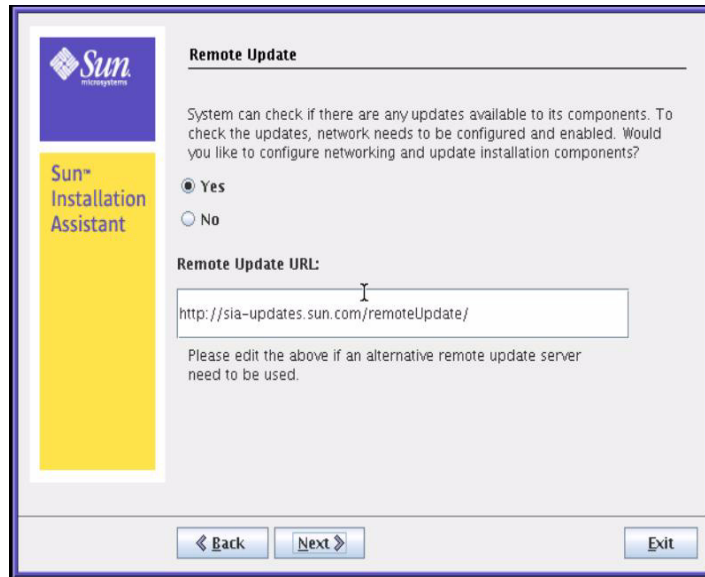 Sun
microsystems
Remote Update
System can check if there are any updates available to its components. To
check the updates, network needs to be configured and enabled. Would
you like to configure networking and update installation components?
Sun™
Installation
Assistant
Yes
No
Remote Update URL:
http://sia-updates.sun.com/remoteUpdate/
Please edit the above if an alternative remote update server
need to be used.
Back
Next
Exit